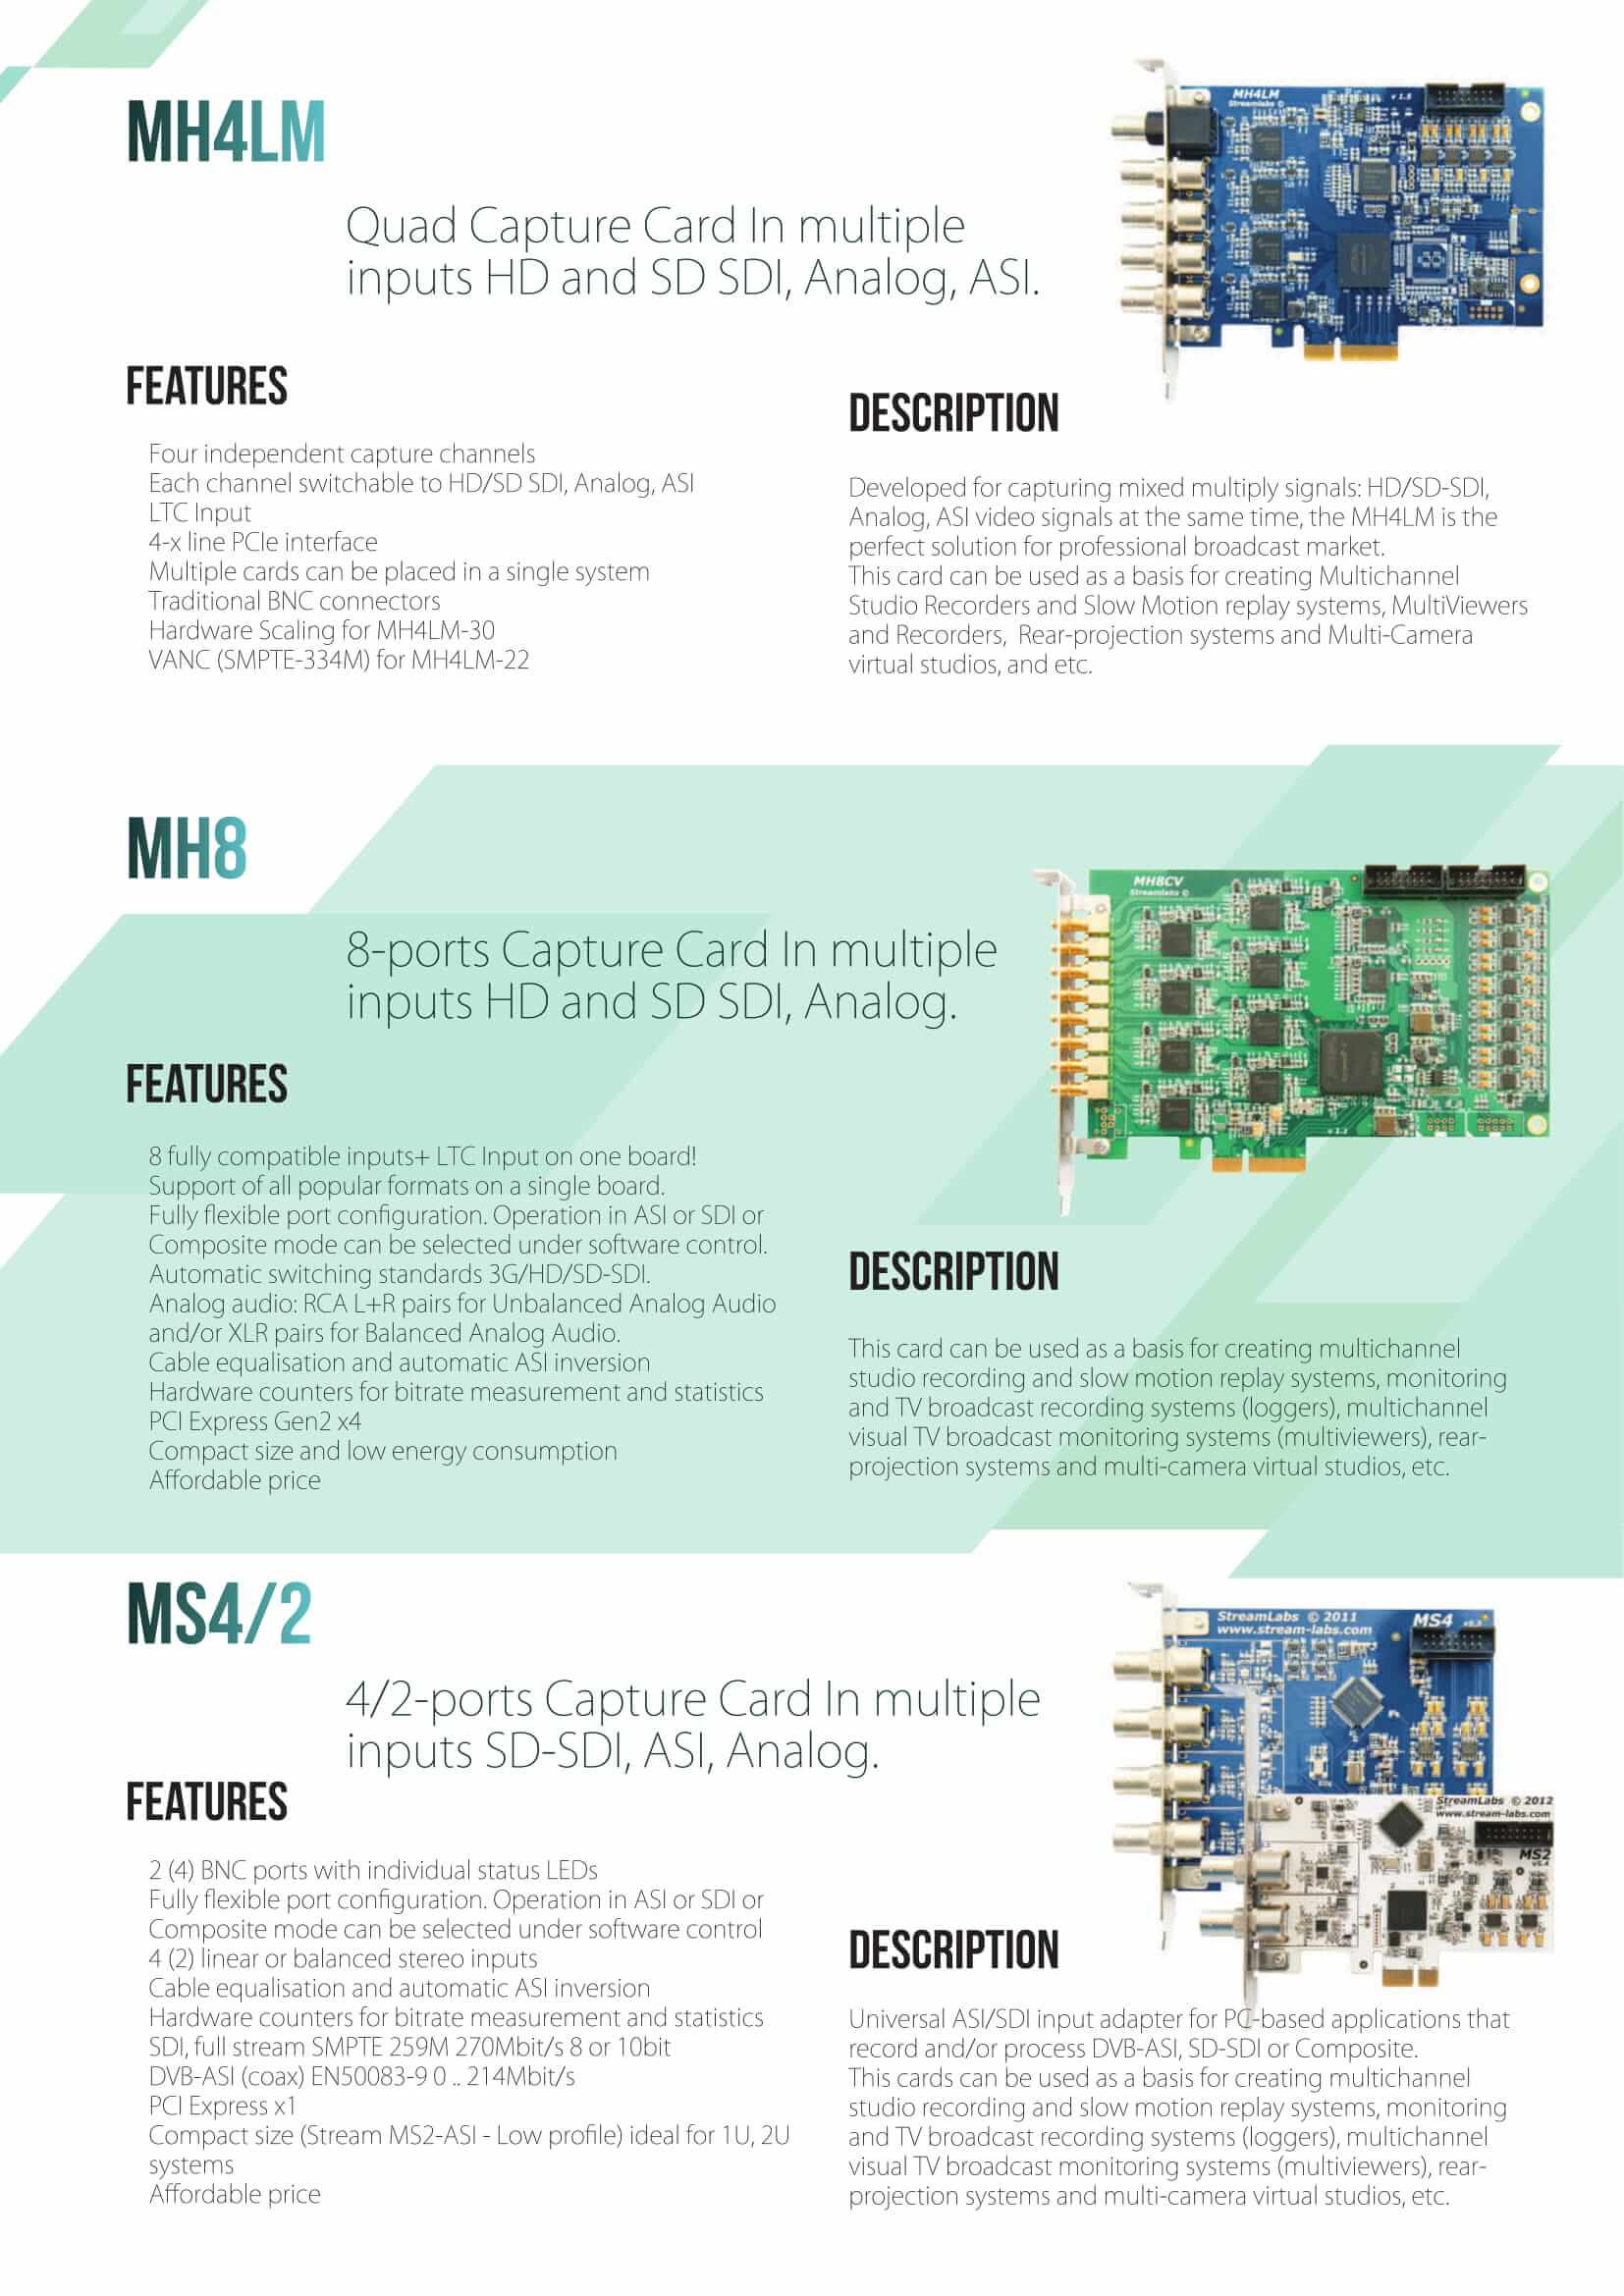 MH4LM
MH4LM
Streamlabs ©
v 1.5
Quad Capture Card In multiple
inputs HD and SD SDI, Analog, ASI.
FEATURES
Four independent capture channels
Each channel switchable to HD/SD SDI, Analog, ASI
LTC Input
4-x line PCIe interface
Multiple cards can be placed in a single system
Traditional BNC connectors
Hardware Scaling for MH4LM-30
VANC (SMPTE-334M) for MH4LM-22
DESCRIPTION
Developed for capturing mixed multiply signals: HD/SD-SDI,
Analog, ASI video signals at the same time, the MH4LM is the
perfect solution for professional broadcast market.
This card can be used as a basis for creating Multichannel
Studio Recorders and Slow Motion replay systems, MultiViewers
and Recorders, Rear-projection systems and Multi-Camera
virtual studios, and etc.
MH8
MH8CV
Streamlabs ©
8-ports Capture Card In multiple
inputs HD and SD SDI, Analog.
FEATURES
8 fully compatible inputs+ LTC Input on one board!
Support of all popular formats on a single board.
Fully flexible port configuration. Operation in ASI or SDI or
Composite mode can be selected under software control.
Automatic switching standards 3G/HD/SD-SDI.
Analog audio: RCA L+R pairs for Unbalanced Analog Audio
and/or XLR pairs for Balanced Analog Audio.
Cable equalisation and automatic ASI inversion
Hardware counters for bitrate measurement and statistics
PCI Express Gen2 x4
Compact size and low energy consumption
Affordable price
DESCRIPTION
This card can be used as a basis for creating multichannel
studio recording and slow motion replay systems, monitoring
and TV broadcast recording systems (loggers), multichannel
visual TV broadcast monitoring systems (multiviewers), rear-
projection systems and multi-camera virtual studios, etc.
MS4/2
StreamLabs © 2011
www.stream-labs.com
MS4
4/2-ports Capture Card In multiple
inputs SD-SDI, ASI, Analog.
StreamLabs © 2012
www.stream-labs.com
MS2
FEATURES
2 (4) BNC ports with individual status LEDs
Fully flexible port configuration. Operation in ASI or SDI or
Composite mode can be selected under software control
4 (2) linear or balanced stereo inputs
Cable equalisation and automatic ASI inversion
Hardware counters for bitrate measurement and statistics
SDI, full stream SMPTE 259M 270Mbit/s 8 or 10bit
DVB-ASI (coax) EN50083-9 0 .. 214Mbit/s
PCI Express x1
Compact size (Stream MS2-ASI - Low profile) ideal for 1U, 2U
systems
Affordable price
DESCRIPTION
Universal ASI/SDI input adapter for PC-based applications that
record and/or process DVB-ASI, SD-SDI or Composite.
This cards can be used as a basis for creating multichannel
studio recording and slow motion replay systems, monitoring
and TV broadcast recording systems (loggers), multichannel
visual TV broadcast monitoring systems (multiviewers), rear-
projection systems and multi-camera virtual studios, etc.